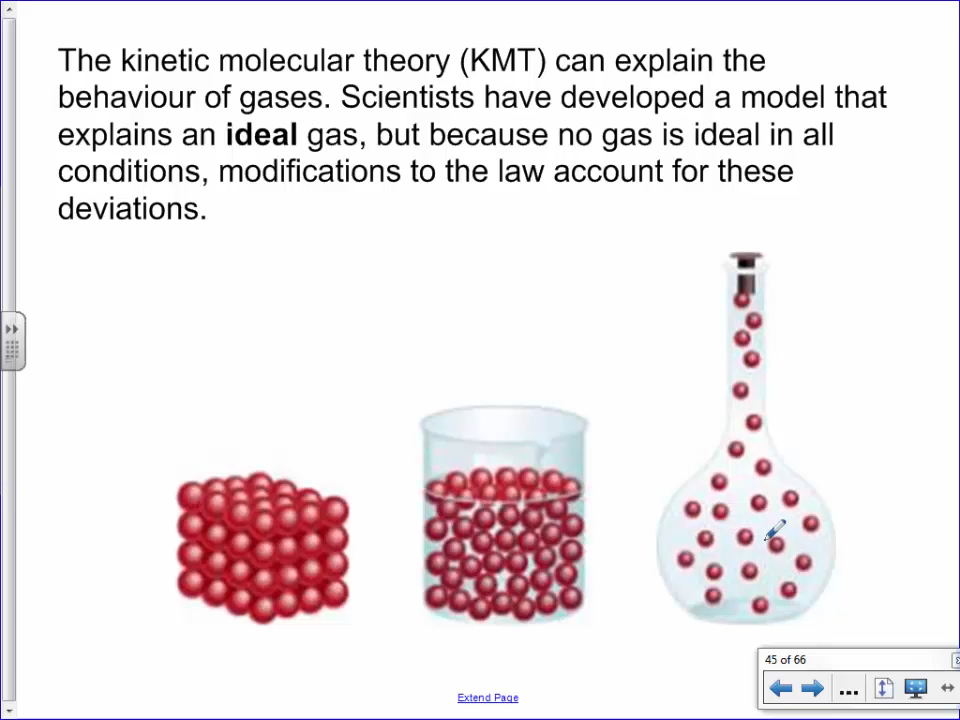 The kinetic molecular theory (KMT) can explain the
behaviour of gases. Scientists have developed a model that
explains an ideal gas, but because no gas is ideal in all
conditions, modifications to the law account for these
deviations.
45 of 66
Extend Page